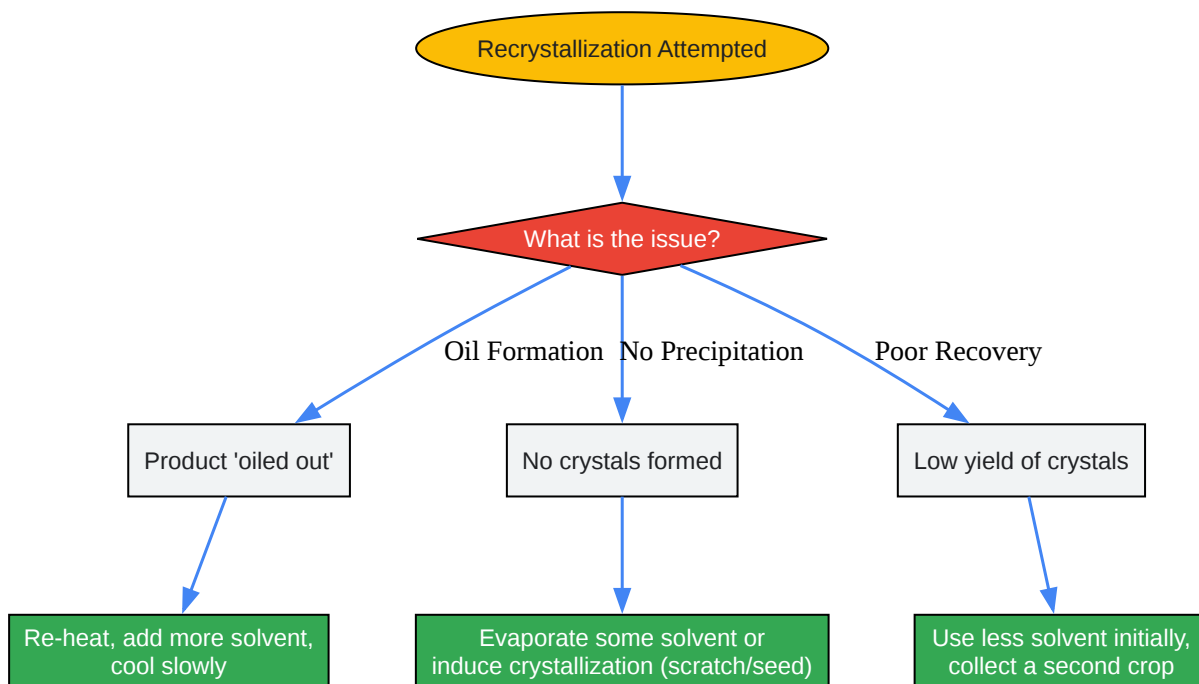 Recrystallization Attempted
What is the issue?
Oil Formation
No Precipitation
Poor Recovery
Product 'oiled out'
No crystals formed
Low yield of crystals
Re-heat, add more solvent,
cool slowly
Evaporate some solvent or
induce crystallization (scratch/seed)
Use less solvent initially,
collect a second crop